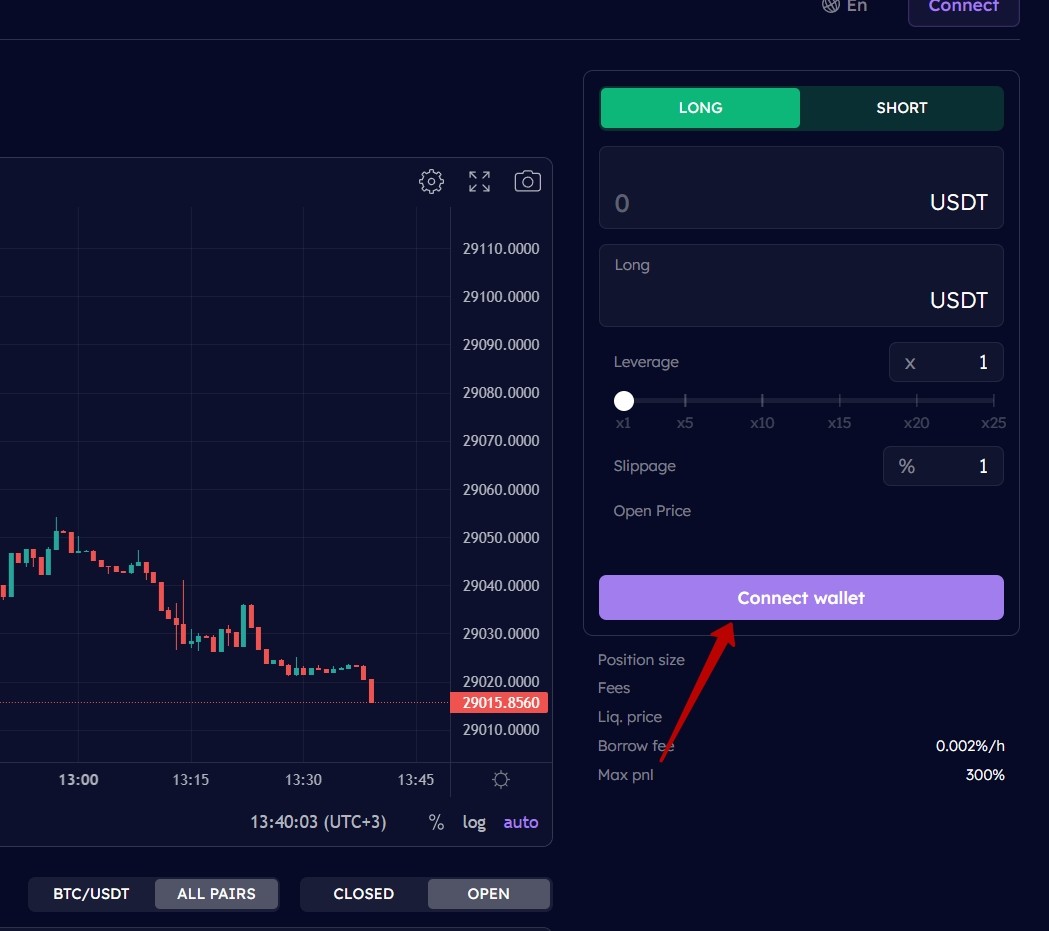 En
Connect
LONG
SHORT
0
USDT
Long
USDT
Leverage
x 1
x1 x5 x10 x15 x20 x25
Slippage
% 1
Open Price
Connect wallet
Position size
Fees
Liq. price
Borrow fee 0.002%/h
Max pnl 300%
29110.0000
29100.0000
29090.0000
29080.0000
29070.0000
29060.0000
29050.0000
29040.0000
29030.0000
29020.0000
29015.8560
29010.0000
13:00 13:15 13:30 13:45
13:40:03 (UTC+3) % log auto
BTC/USDT ALL PAIRS CLOSED OPEN